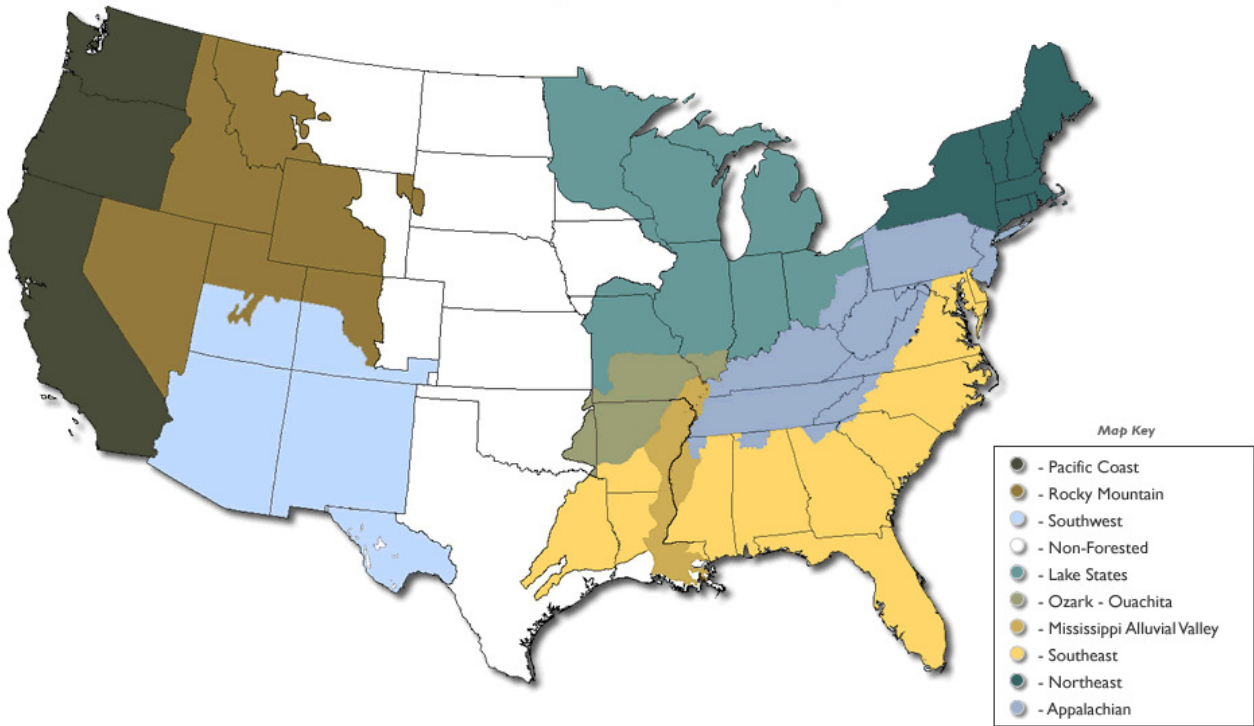 Map Key
- Pacific Coast
- Rocky Mountain
- Southwest
- Non-Forested
- Lake States
- Ozark - Ouachita
- Mississippi Alluvial Valley
- Southeast
- Northeast
- Appalachian